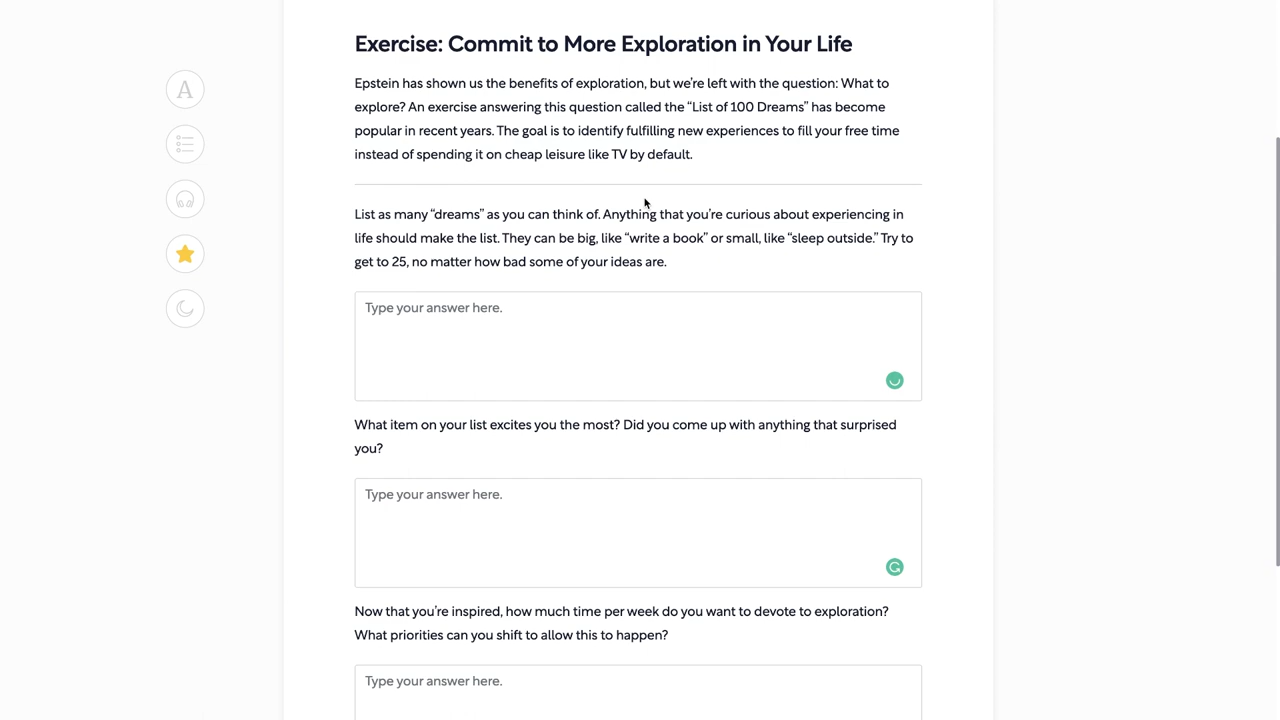 Exercise: Commit to More Exploration in Your Life
Epstein has shown us the benefits of exploration, but we’re left with the question: What to
explore? An exercise answering this question called the “List of 100 Dreams” has become
popular in recent years. The goal is to identify fulfilling new experiences to fill your free time
instead of spending it on cheap leisure like TV by default.
List as many “dreams” as you can think of. Anything that you’re curious about experiencing in
life should make the list. They can be big, like “write a book” or small, like “sleep outside.” Try to
get to 25, no matter how bad some of your ideas are.
Type your answer here.
What item on your list excites you the most? Did you come up with anything that surprised
you?
Type your answer here.
Now that you’re inspired, how much time per week do you want to devote to exploration?
What priorities can you shift to allow this to happen?
Type your answer here.
A